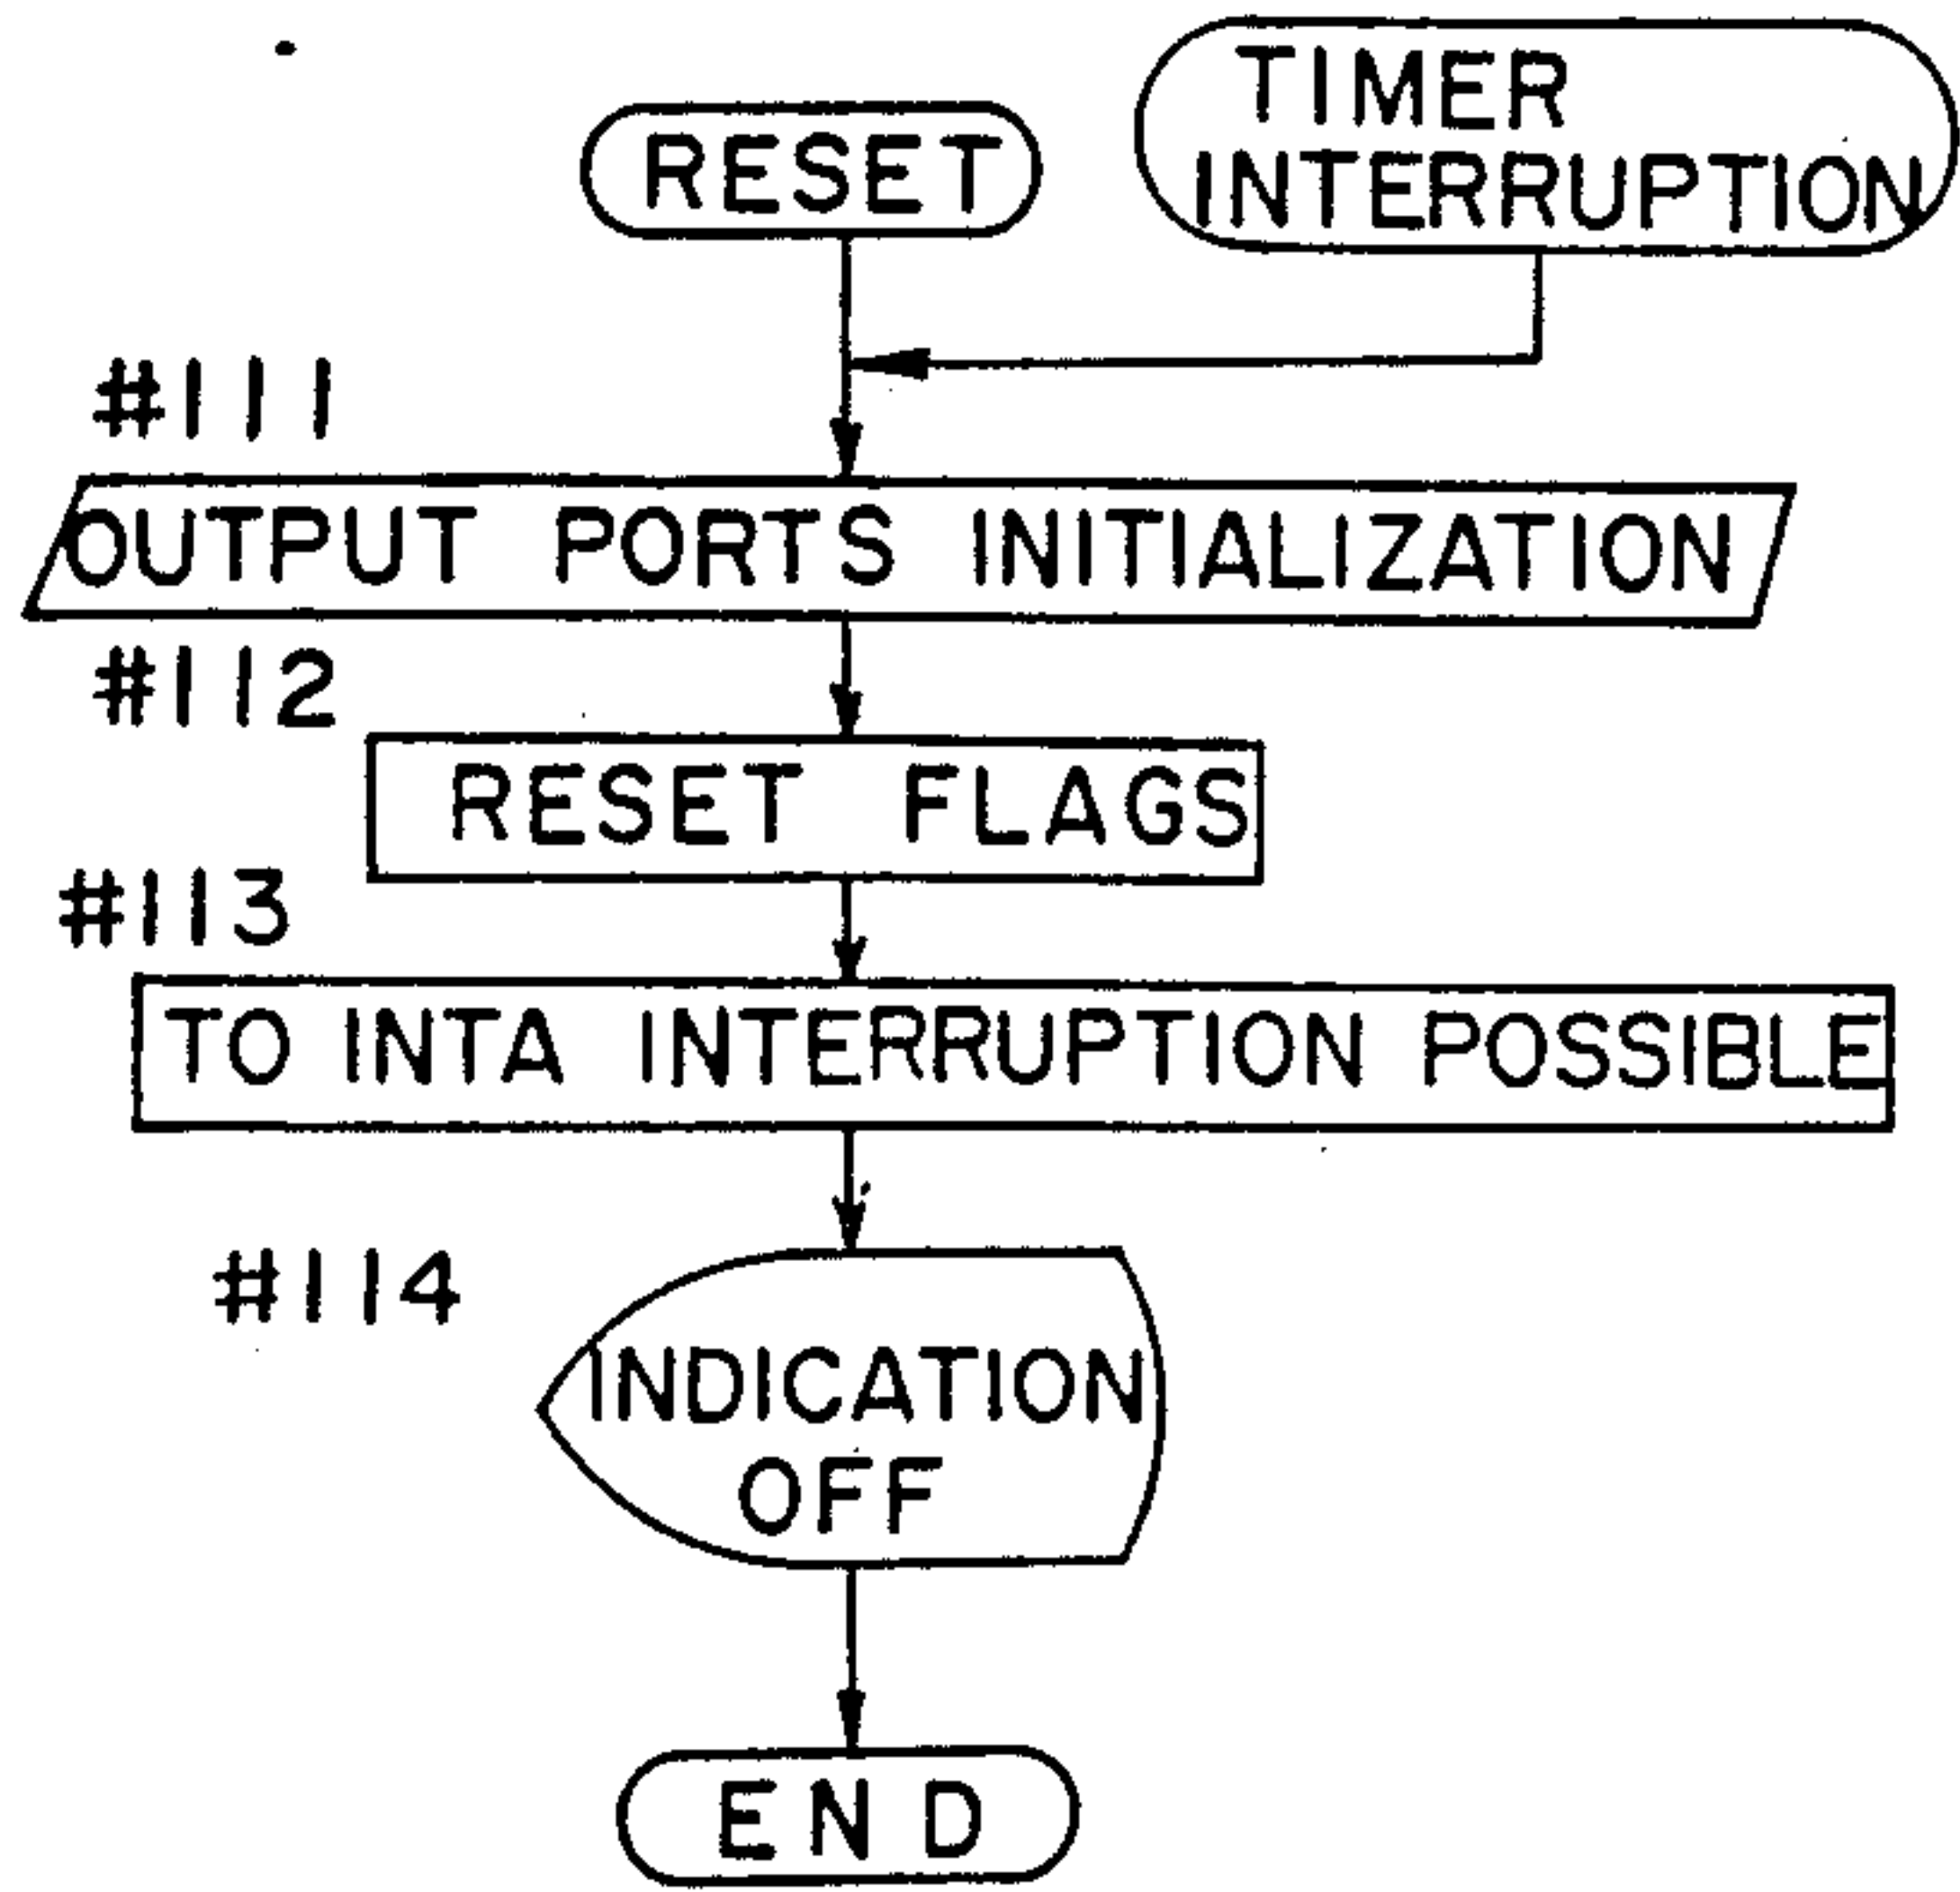 TIMER
RESET
INTERRUPTION
#111
OUTPUT PORTS INITIALIZATION
#112
RESET FLAGS
#113
TO INTA INTERRUPTION POSSIBLE
#114
INDICATION
OFF
END